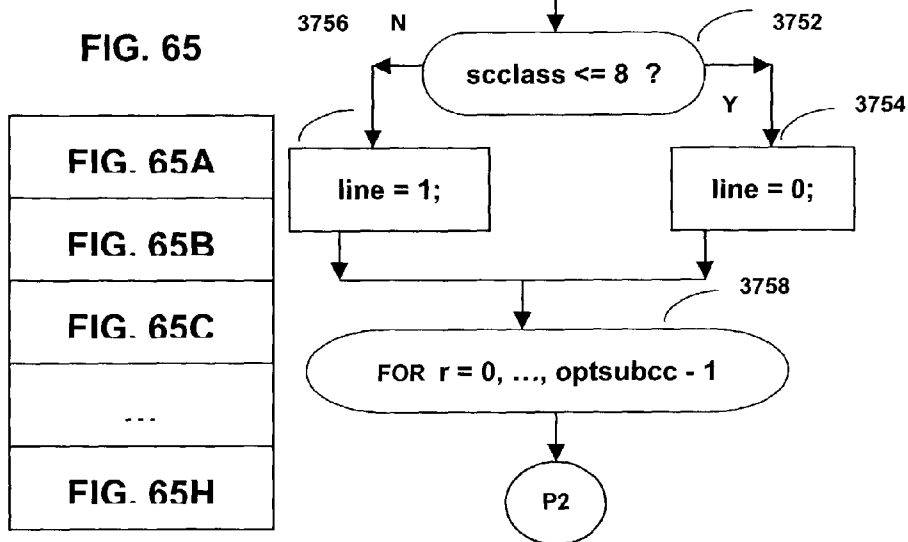 FIG. 65
FIG. 65A
FIG. 65B
FIG. 65C
...
FIG. 65H
3756 N
3752
scclass <= 8 ?
Y
3754
line = 1;
line = 0;
3758
FOR r = 0, ..., optsubcc - 1
P2